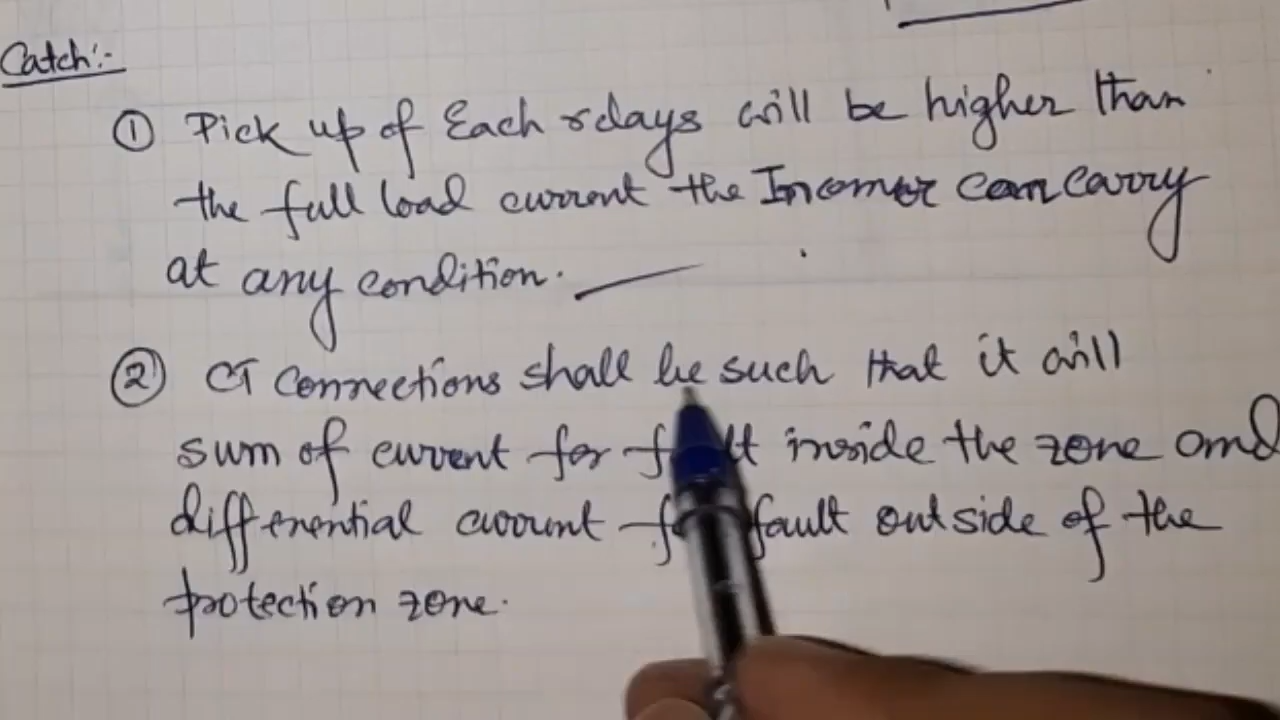 Catch:-
① Pick up of Each relays will be higher than
the full load current the Incomer can carry
at any condition.
② CT Connections shall be such that it will
sum of current for inside the zone and
differential current fault outside of the
protection zone.